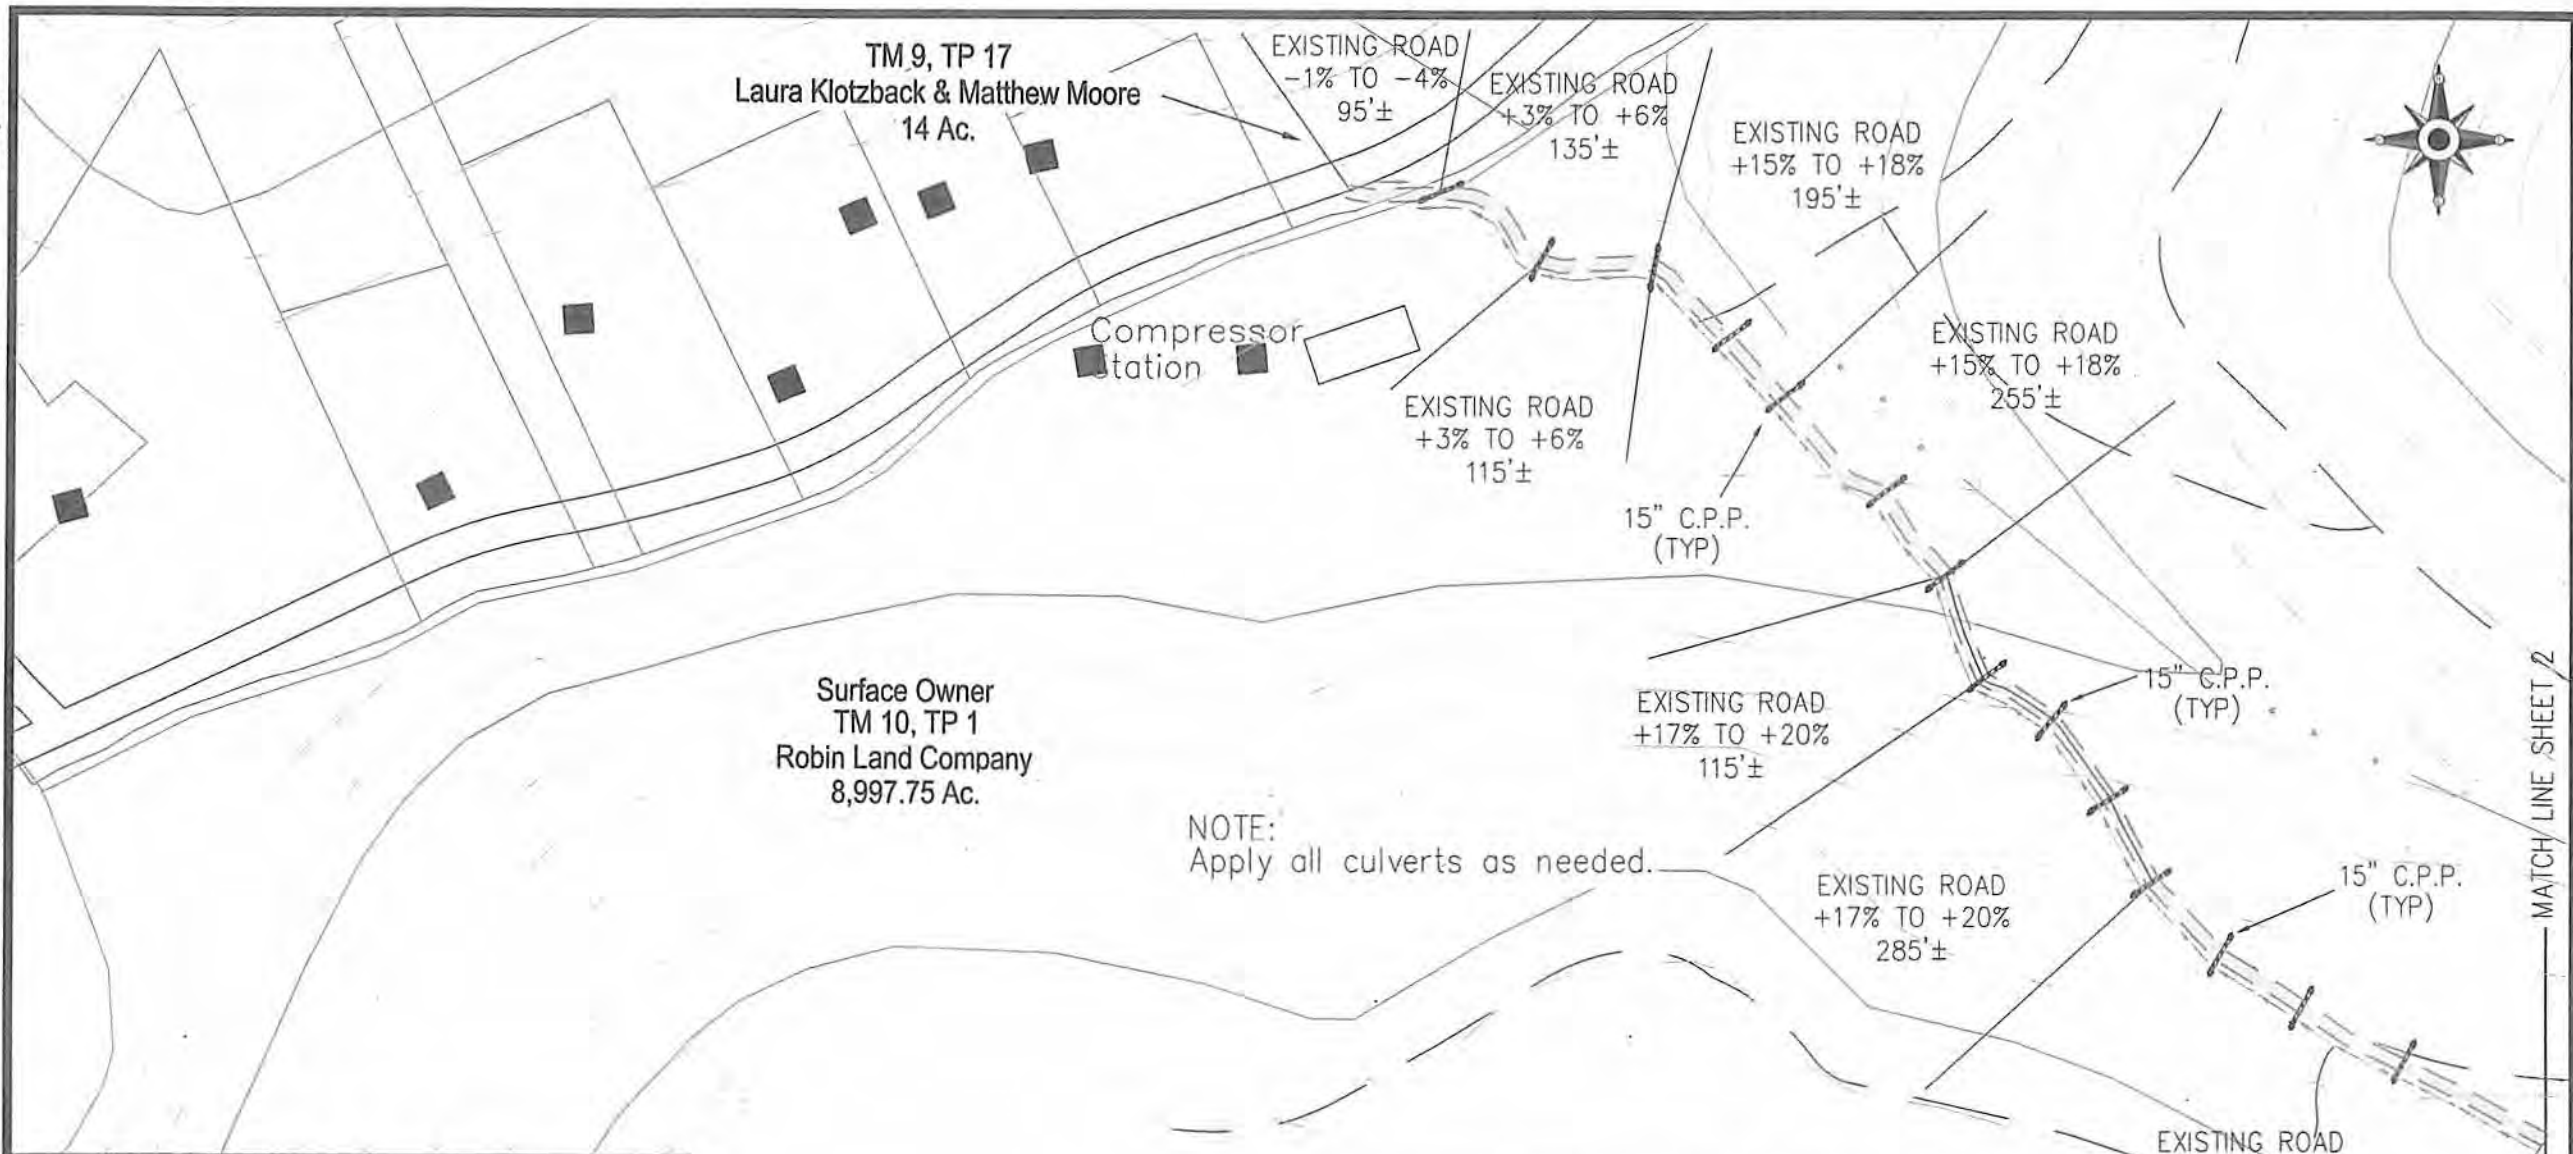 TM 9, TP 17
Laura Klotzback & Matthew Moore
14 Ac.
EXISTING ROAD
-1% TO -4%
95'±
EXISTING ROAD
+3% TO +6%
135'±
EXISTING ROAD
+15% TO +18%
195'±
Compressor
Station
EXISTING ROAD
+15% TO +18%
255'±
EXISTING ROAD
+3% TO +6%
115'±
15" C.P.P.
(TYP)
Surface Owner
TM 10, TP 1
Robin Land Company
8,997.75 Ac.
EXISTING ROAD
+17% TO +20%
115'±
15" C.P.P.
(TYP)
NOTE:
Apply all culverts as needed.
EXISTING ROAD
+17% TO +20%
285'±
15" C.P.P.
(TYP)
MATCH LINE SHEET 2
EXISTING ROAD